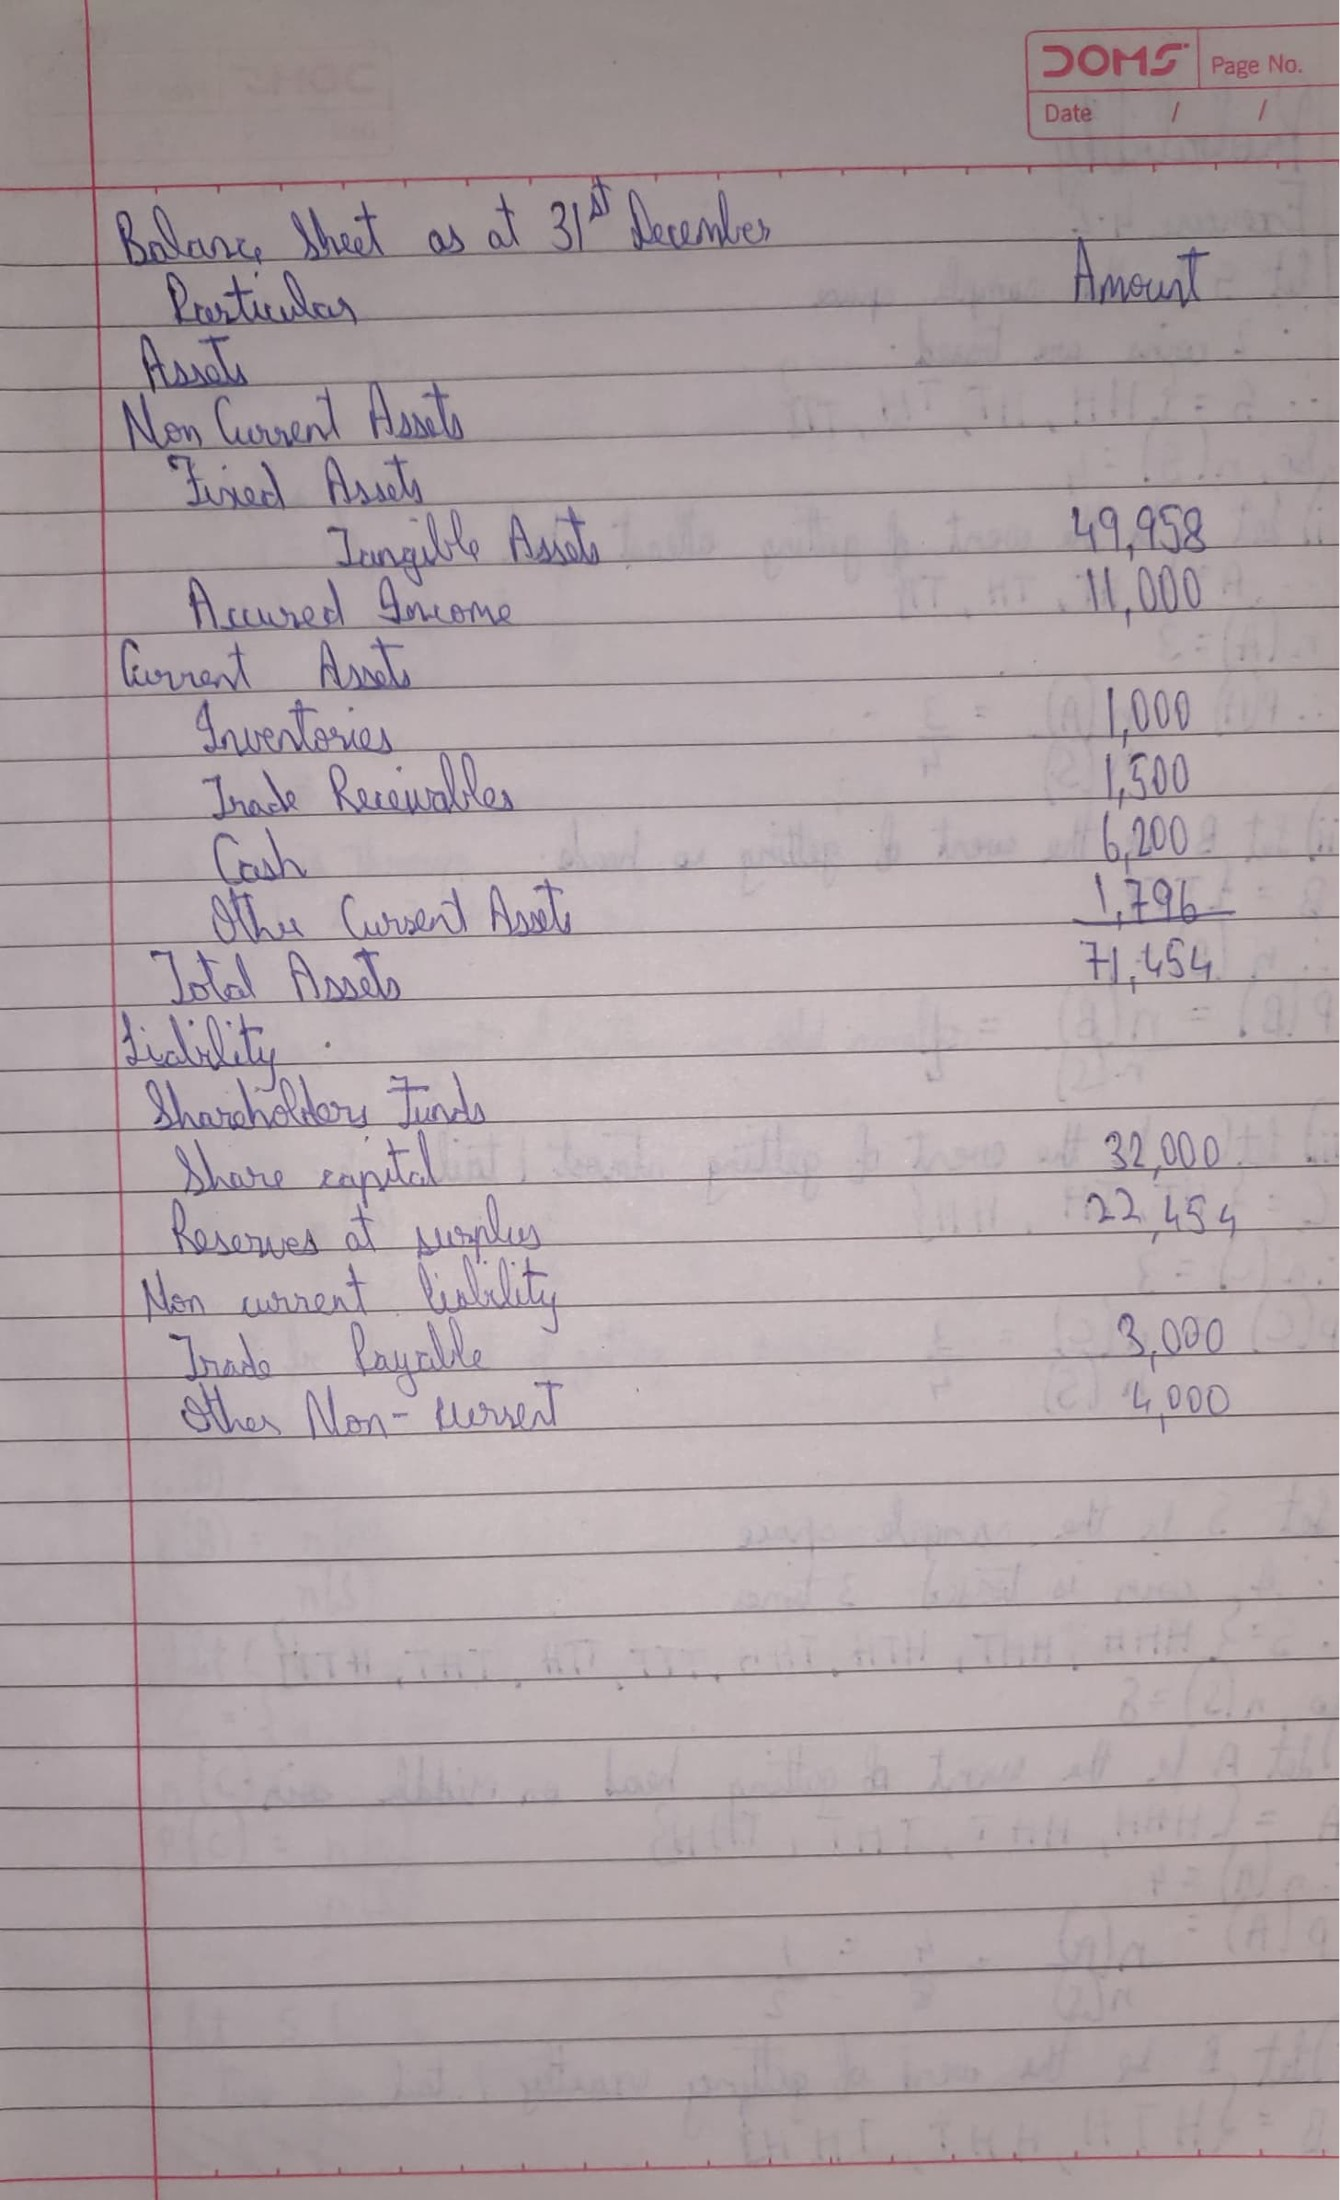 DOMS Page No.
Date / /
Balance Sheet as at 31st December
Particular Amount
Assets
Non Current Assets
Fixed Assets
Tangible Assets 49,958
Accured Income 11,000
Current Assets
Inventories 1,000
Trade Receivables 1,500
Cash 6,200
Other Current Assets 1,796
Total Assets 71,454
Liability
Shareholders Funds
Share capital 32,000
Reserves at surplus 22,454
Non current liability
Trade Payable 3,000
Other Non-current 4,000